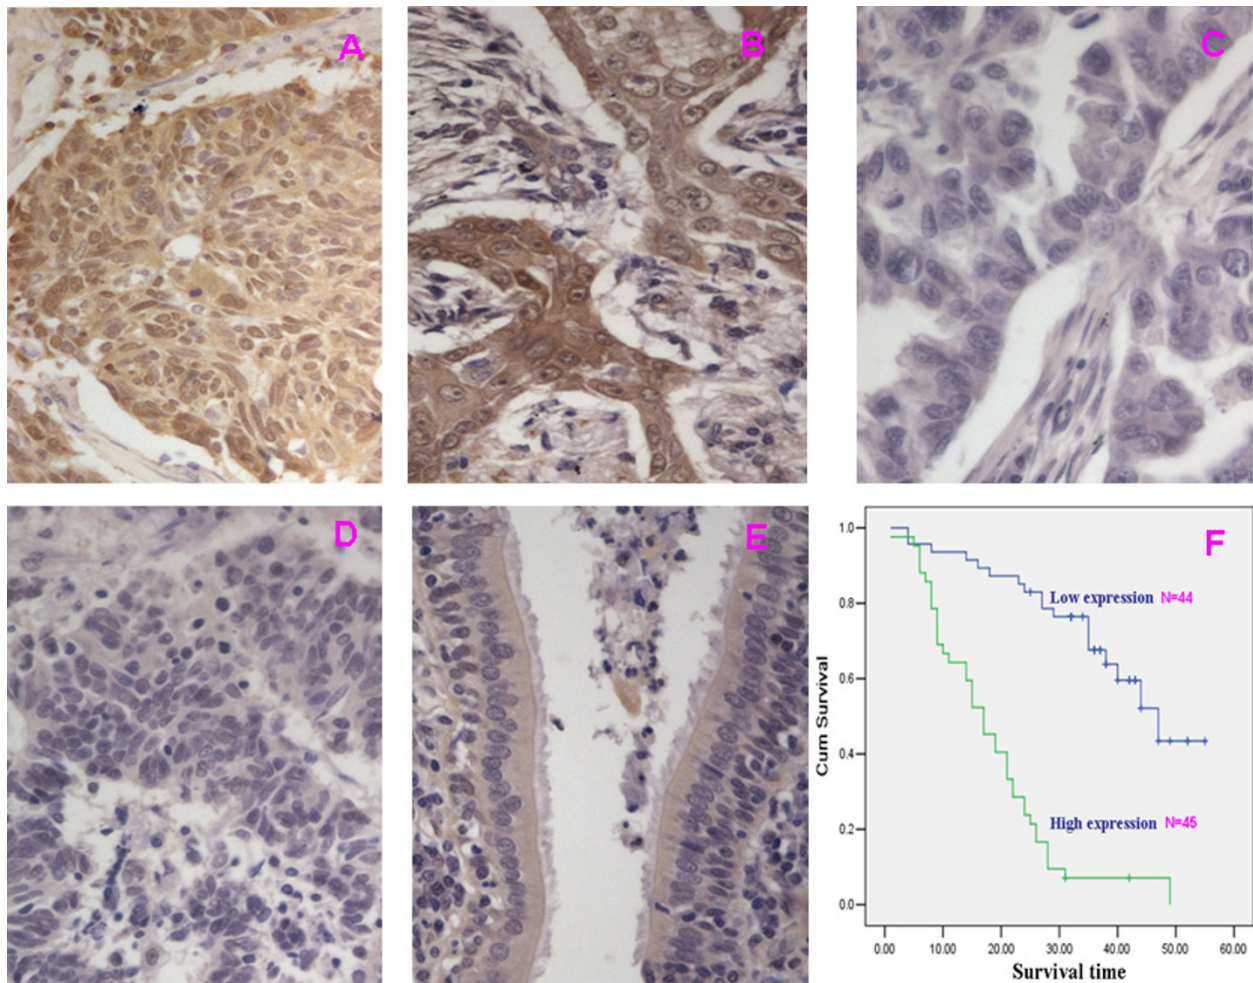 A
B
C
D
E
F
1.0
Low expression N=44
0.8
0.6
Cum Survival
0.4
High expression N=45
0.2
0.0
0.00 10.00 20.00 30.00 40.00 50.00 60.00
Survival time